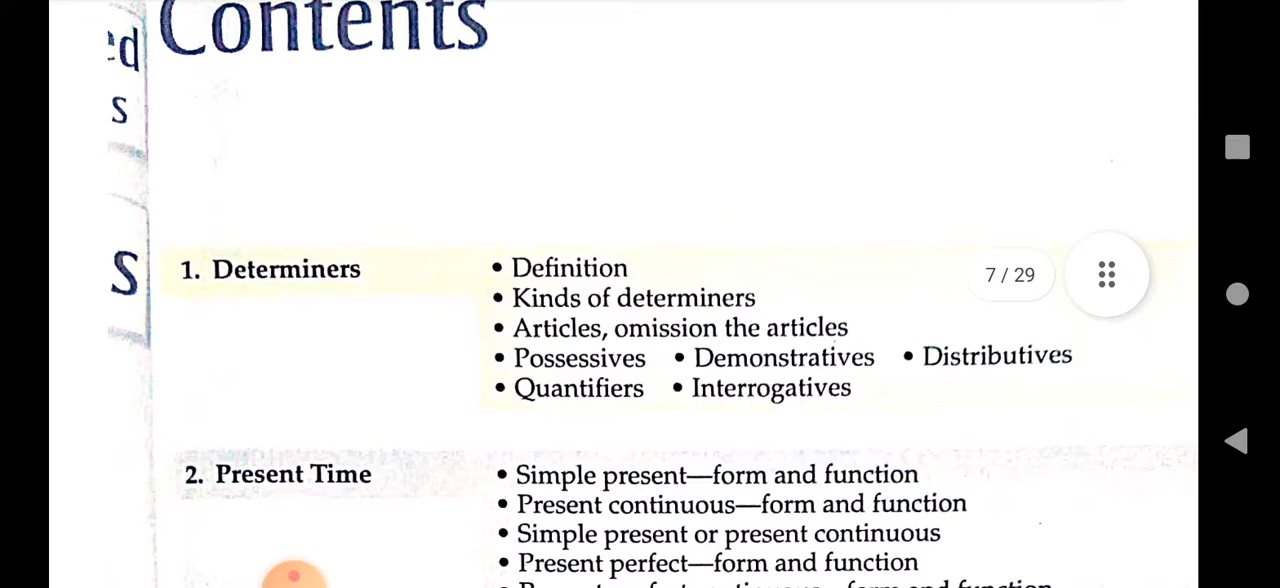 Contents
s
S
1. Determiners
• Definition
• Kinds of determiners
• Articles, omission the articles
• Possessives • Demonstratives • Distributives
• Quantifiers • Interrogatives
7 / 29
2. Present Time
• Simple present—form and function
• Present continuous—form and function
• Simple present or present continuous
• Present perfect—form and function